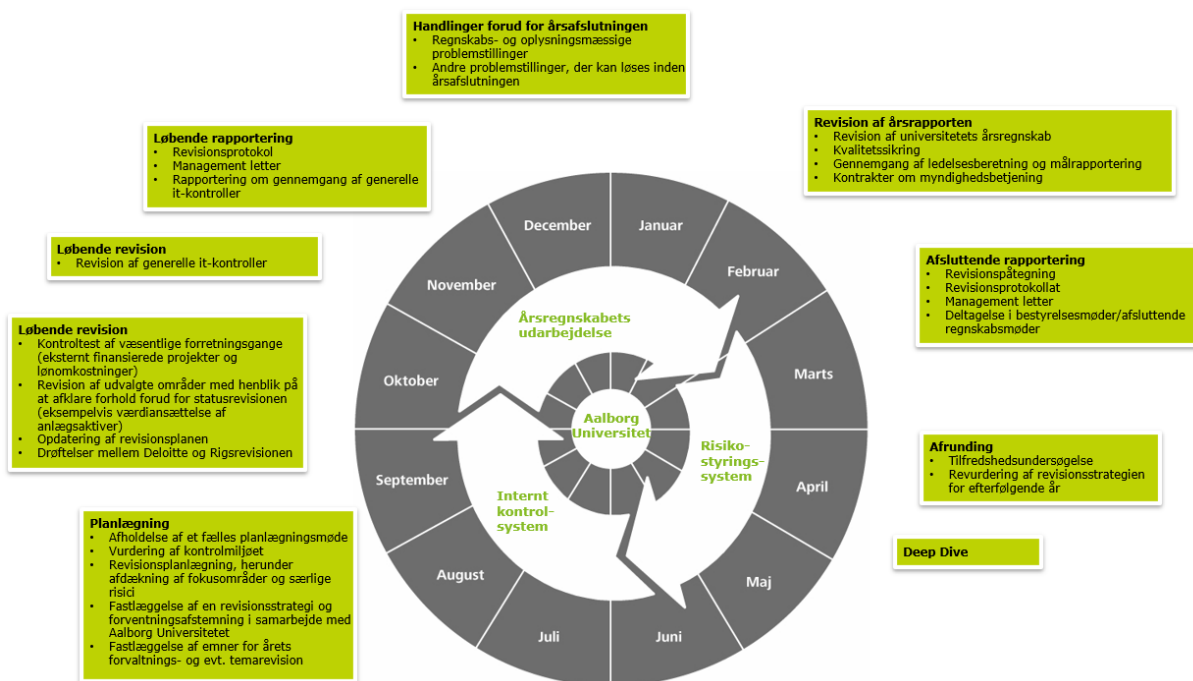 Handlinger forud for årsafslutningen
• Regnskabs- og oplysningsmæssige
problemstillinger
• Andre problemstillinger, der kan løses inden
årsafslutningen
Løbende rapportering
• Revisionsprotokol
• Management letter
• Rapportering om gennemgang af generelle
it-kontroller
Revision af årsrapporten
• Revision af universitetets årsregnskab
• Kvalitetssikring
• Gennemgang af ledelsesberetning og målrapportering
• Kontrakter om myndighedsbetjening
Løbende revision
• Revision af generelle it-kontroller
Afsluttende rapportering
• Revisionspåtegning
• Revisionsprotokollat
• Management letter
• Deltagelse i bestyrelsesmøder/afsluttende
regnskabsmøder
Løbende revision
• Kontroltest af væsentlige forretningsgange
(eksternt finansierede projekter og
lønomkostninger)
• Revision af udvalgte områder med henblik på
at afklare forhold forud for statusrevisionen
(eksempelvis værdiansættelse af
anlægsaktiver)
• Opdatering af revisionsplanen
• Drøftelser mellem Deloitte og Rigsrevisionen
Afrunding
• Tilfredshedsundersøgelse
• Revurdering af revisionsstrategien
for efterfølgende år
Planlægning
• Afholdelse af et fælles planlægningsmøde
• Vurdering af kontrolmiljøet
• Revisionsplanlægning, herunder
afdækning af fokusområder og særlige
risici
• Fastlæggelse af en revisionsstrategi og
forventningsafstemning i samarbejde med
Aalborg Universitetet
• Fastlæggelse af emner for årets
forvaltnings- og evt. temarevision
Deep Dive
Januar
Februar
Marts
April
Maj
Juni
Juli
August
September
Oktober
November
December
Årsregnskabets
udarbejdelse
Risiko-
styrings-
system
Internt
kontrol-
system
Aalborg
Universitet